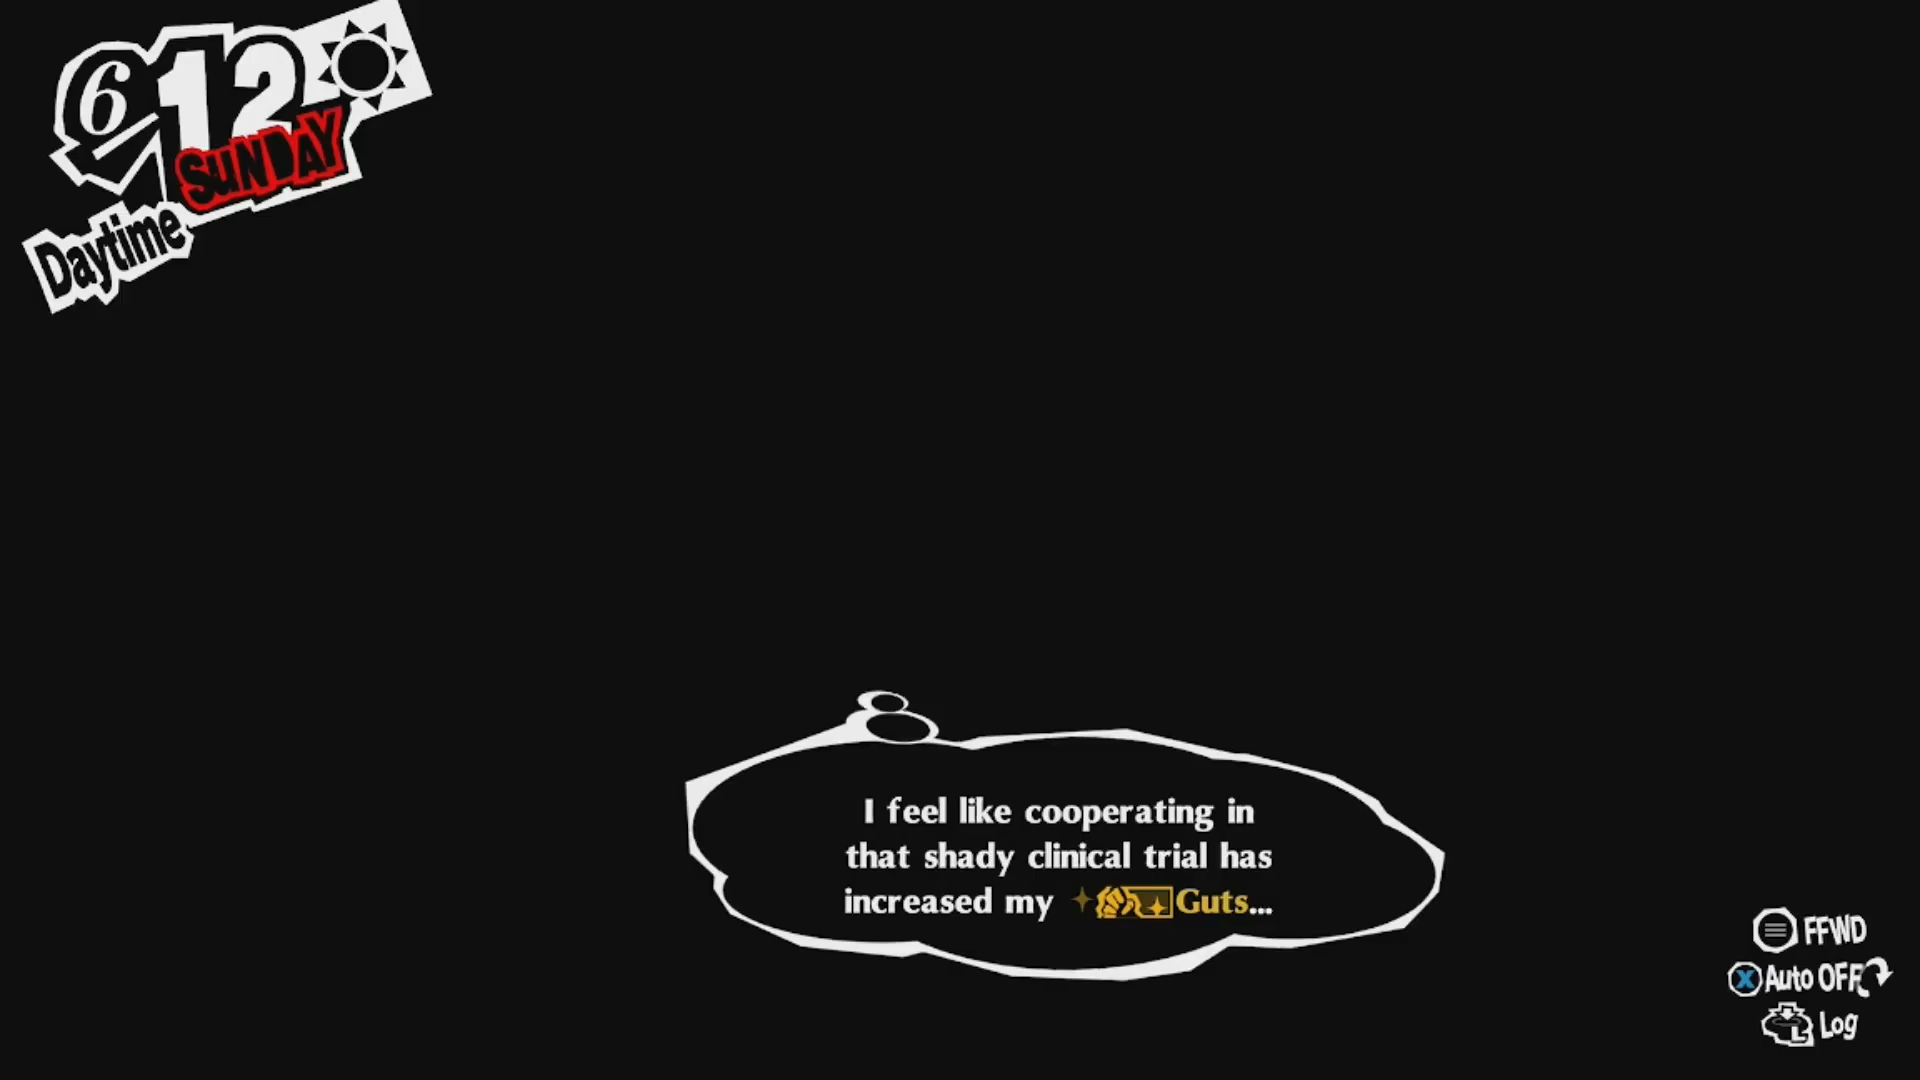 6/12
SUNDAY
Daytime
I feel like cooperating in
that shady clinical trial has
increased my Guts...
FFWD
X Auto OFF
L Log